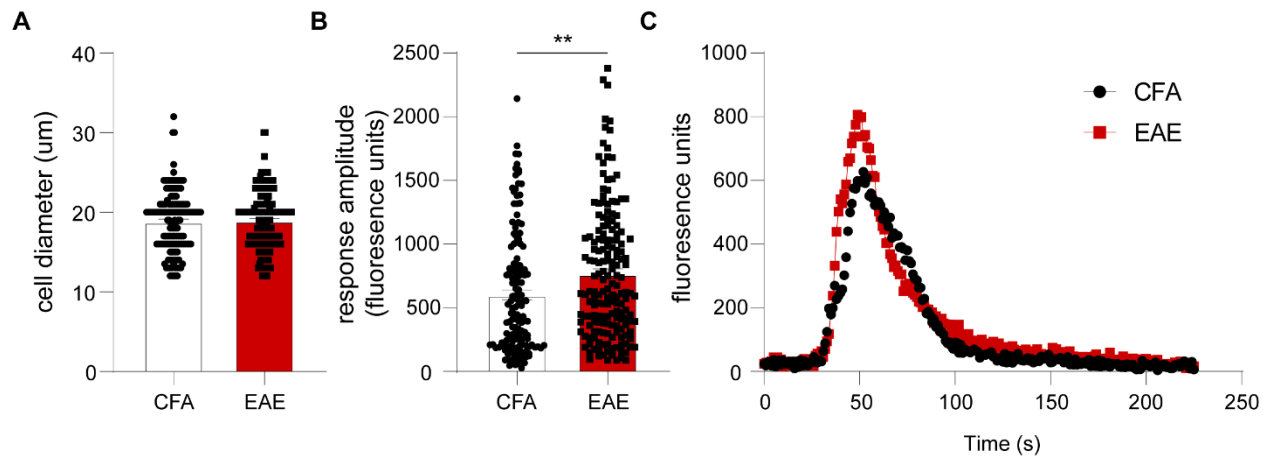 A
cell diameter (um)
40
30
20
10
0
CFA
EAE
B
response amplitude
(fluoresence units)
**
2500
2000
1500
1000
500
0
CFA
EAE
C
fluoresence units
1000
800
600
400
200
0
CFA
EAE
0
50
100
150
200
250
Time (s)